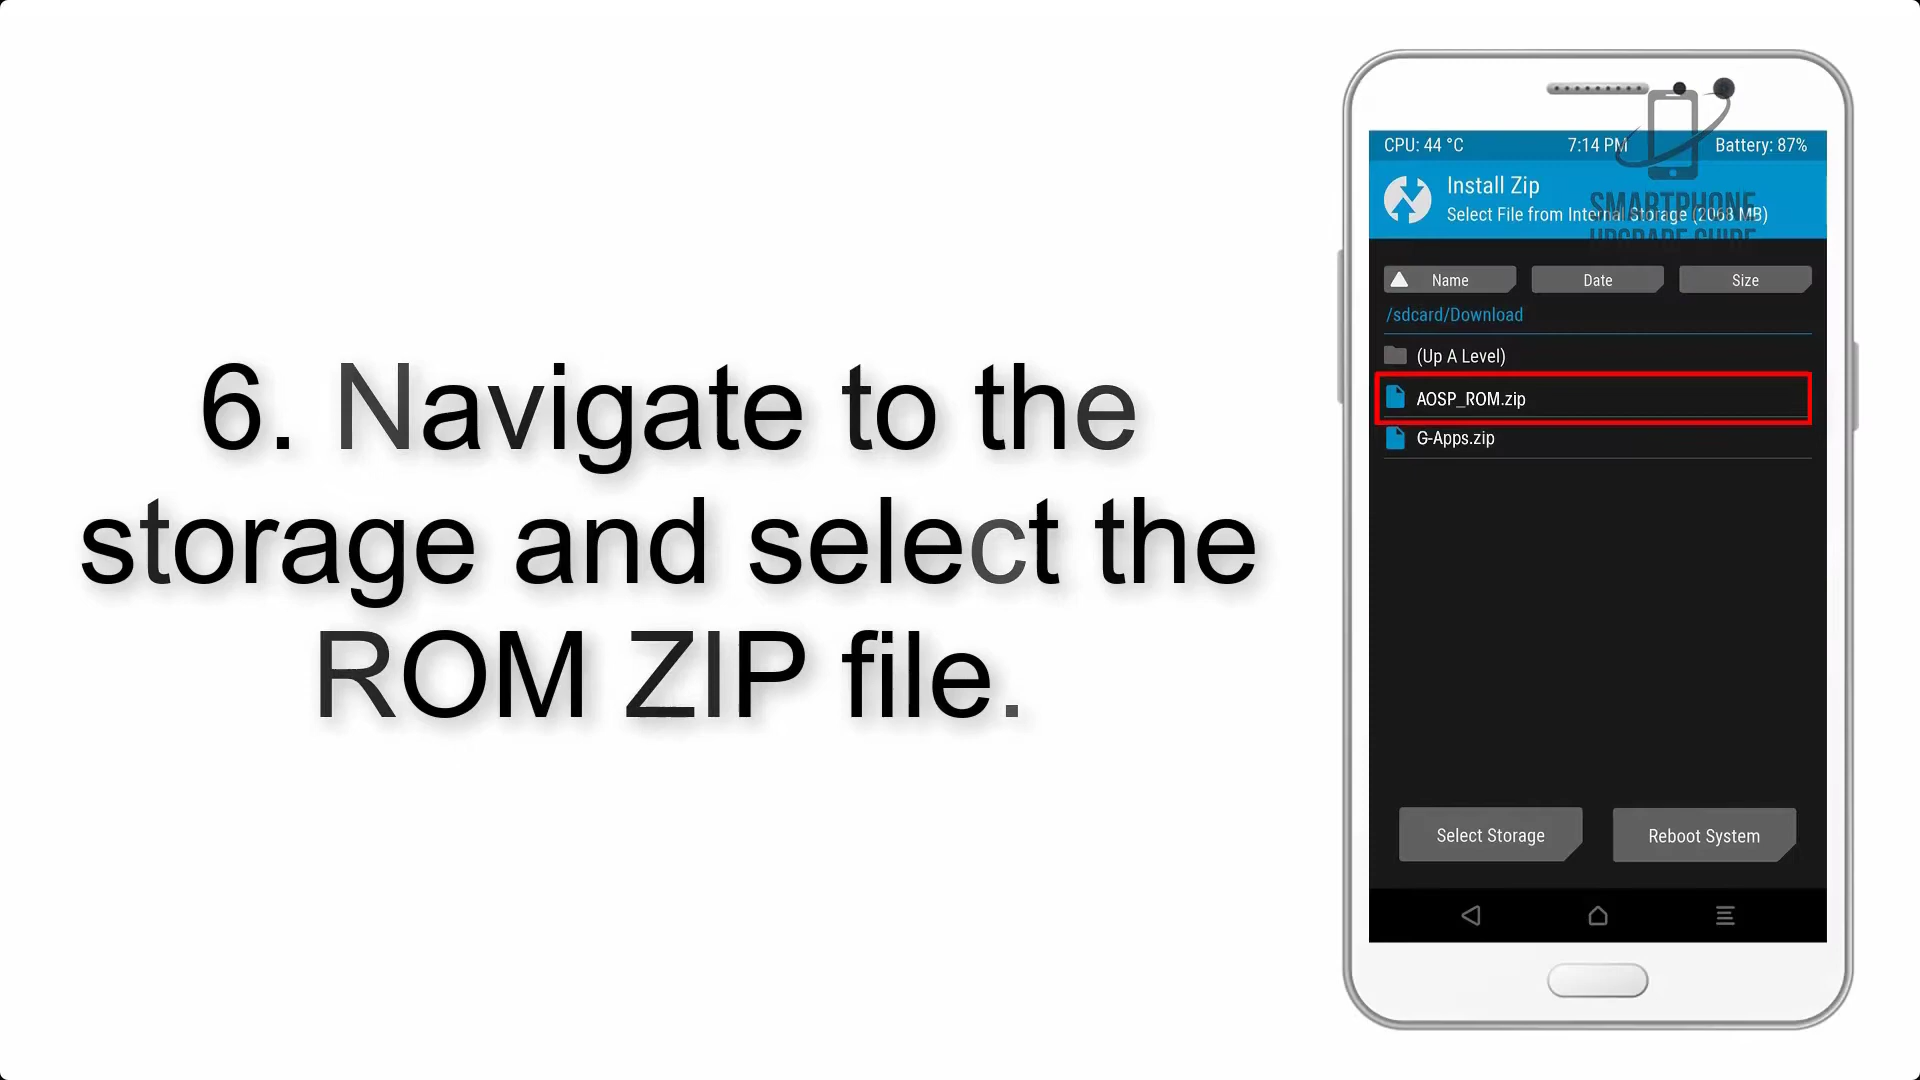 6. Navigate to the
storage and select the
ROM ZIP file.
CPU: 44 °C 7:14 PM Battery: 87%
Install Zip
Select File from Internal Storage (2068 MB)
SMARTPHONE
UPGRADE GUIDE
Name Date Size
/sdcard/Download
(Up A Level)
AOSP_ROM.zip
G-Apps.zip
Select Storage Reboot System